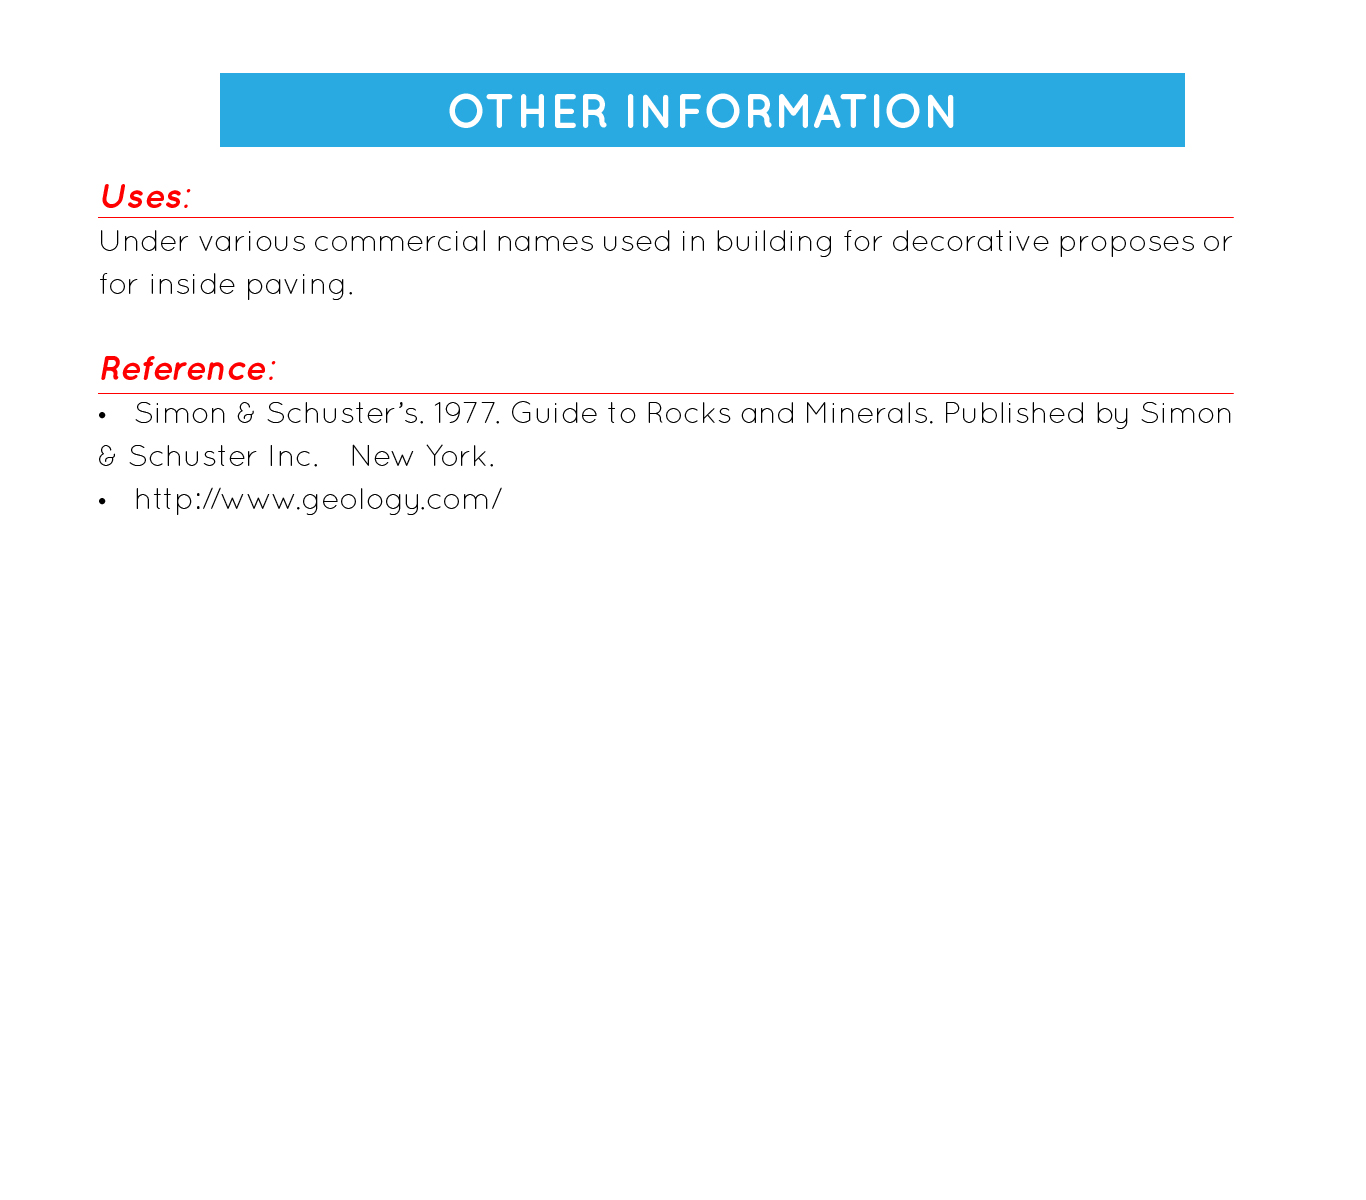 OTHER INFORMATION
Uses:
Under various commercial names used in building for decorative proposes or
for inside paving.
Reference:
• Simon & Schuster’s. 1977. Guide to Rocks and Minerals. Published by Simon
& Schuster Inc. New York.
• http://www.geology.com/